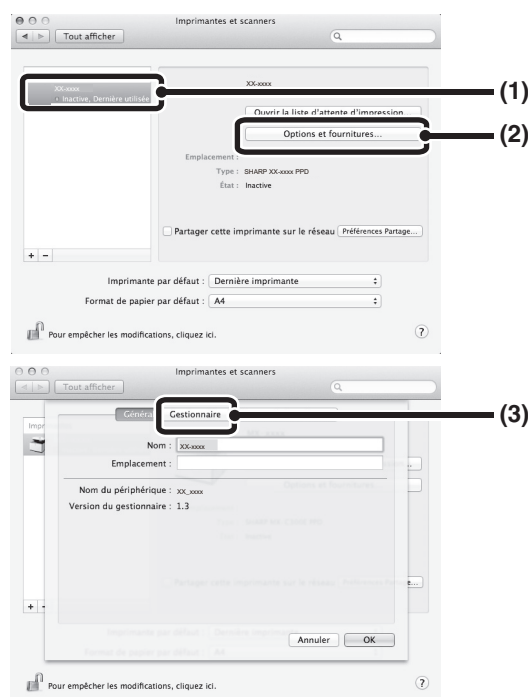 Imprimantes et scanners
Tout afficher
XX-xxxx
• Inactive, Dernière utilisée
XX-xxxx
(1)
Ouvrir la liste d'attente d'impression...
Options et fournitures...
(2)
Emplacement :
Type : SHARP XX-xxxx PPD
État : Inactive
Partager cette imprimante sur le réseau Préférences Partage...
+ −
Imprimante par défaut : Dernière imprimante
Format de papier par défaut : A4
Pour empêcher les modifications, cliquez ici.
?
Imprimantes et scanners
Tout afficher
Gestionnaire
(3)
Nom : XX-xxxx
Emplacement :
Nom du périphérique : XX_xxxx
Version du gestionnaire : 1.3
+
Annuler OK
Pour empêcher les modifications, cliquez ici.
?